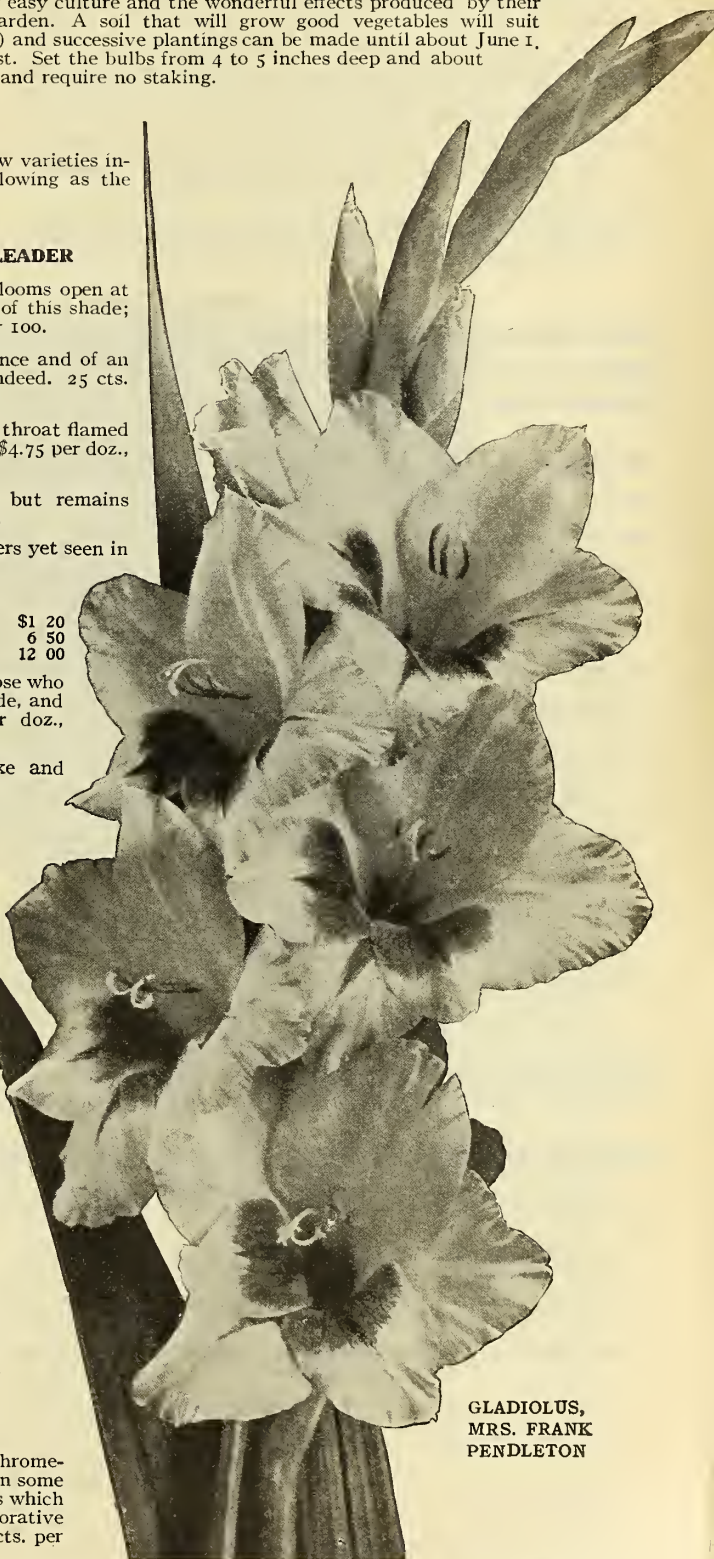 easy culture and the wonderful effects produced by their
arden. A soil that will grow good vegetables will suit
) and successive plantings can be made until about June 1.
st. Set the bulbs from 4 to 5 inches deep and about
and require no staking.
w varieties in-
lowing as the
LEADER
looms open at
of this shade;
r 100.
nce and of an
ndeed. 25 cts.
throat flamed
$4.75 per doz.,
but remains
ers yet seen in
$1 20
6 50
12 00
ose who
de, and
r doz.,
ke and
GLADIOLUS,
MRS. FRANK
PENDLETON
hrome-
n some
s which
orative
cts. per